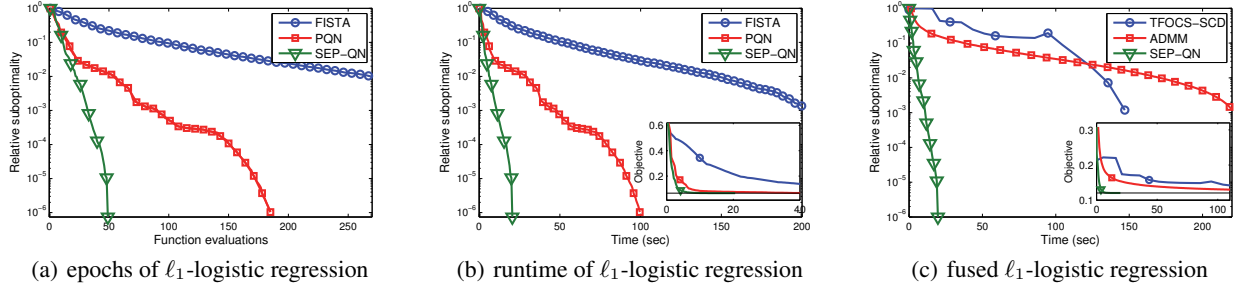 10^0
10^-1
10^-2
10^-3
10^-4
10^-5
10^-6
Relative suboptimality
0 50 100 150 200 250
Function evaluations
FISTA
PQN
SEP-QN
(a) epochs of ℓ1-logistic regression
10^0
10^-1
10^-2
10^-3
10^-4
10^-5
10^-6
Relative suboptimality
0 50 100 150 200
Time (sec)
FISTA
PQN
SEP-QN
0.6
0.4
0.2
Objective
0 20 40
(b) runtime of ℓ1-logistic regression
10^0
10^-1
10^-2
10^-3
10^-4
10^-5
10^-6
Relative suboptimality
0 50 100 150 200
Time (sec)
TFOCS-SCD
ADMM
SEP-QN
0.3
0.2
0.1
Objective
0 50 100
(c) fused ℓ1-logistic regression